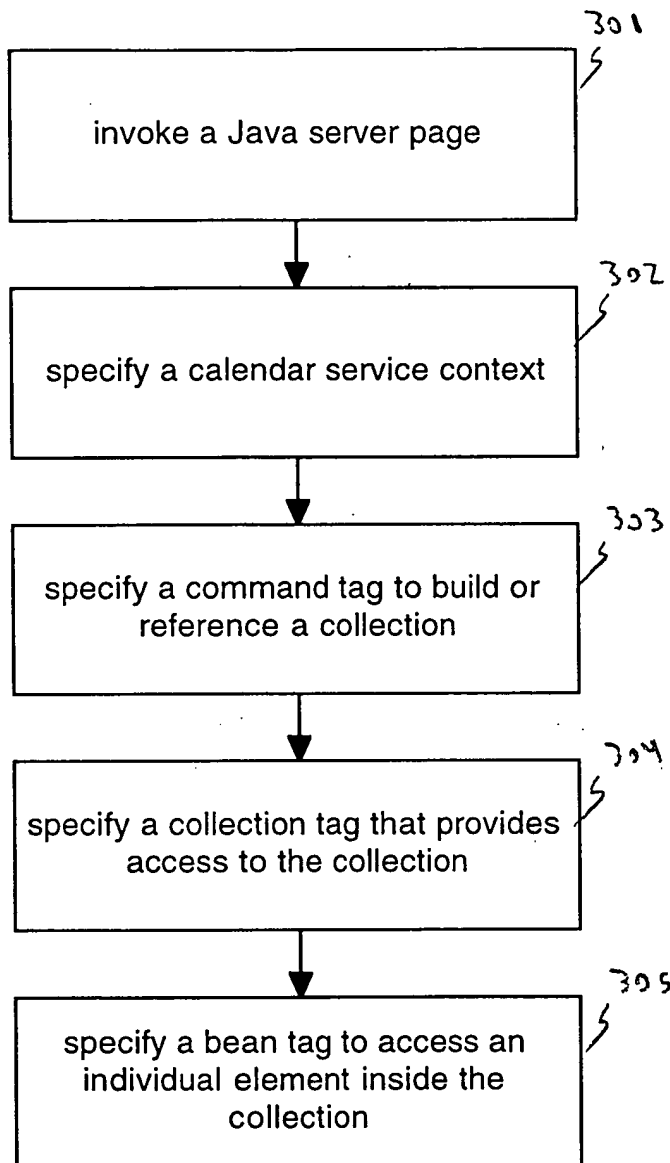 301
invoke a Java server page
302
specify a calendar service context
303
specify a command tag to build or
reference a collection
304
specify a collection tag that provides
access to the collection
305
specify a bean tag to access an
individual element inside the
collection